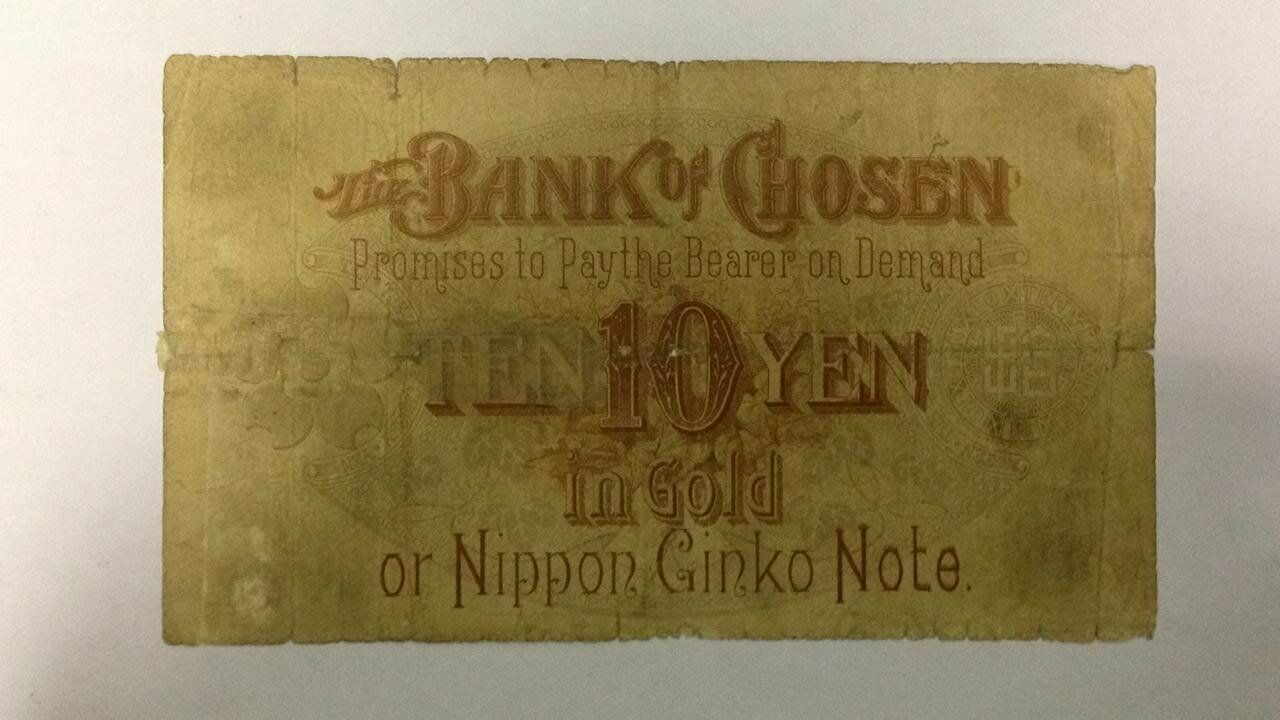 The BANK of CHOSEN
Promises to Pay the Bearer on Demand
TEN 10 YEN
in Gold
or Nippon Ginko Note.